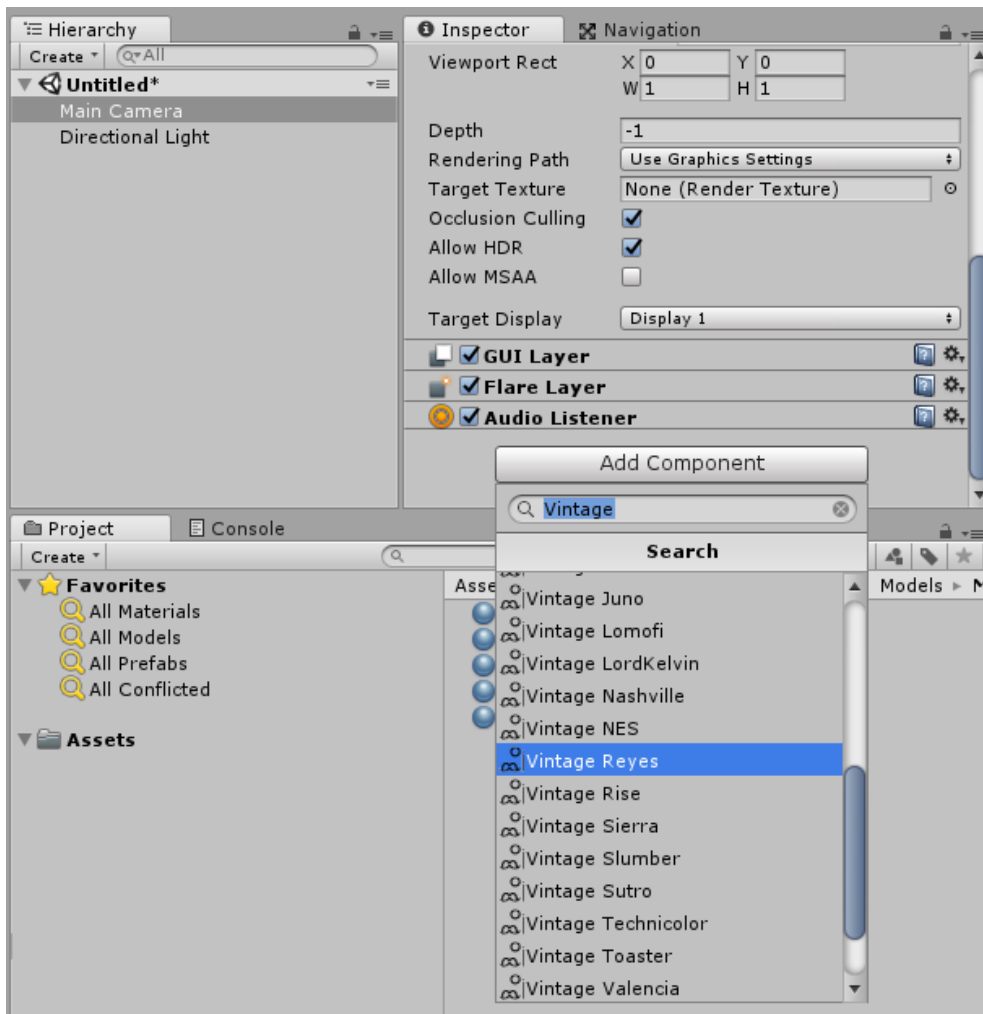 Hierarchy
Create All
Untitled*
Main Camera
Directional Light
Inspector Navigation
Viewport Rect X 0 Y 0
W 1 H 1
Depth -1
Rendering Path Use Graphics Settings
Target Texture None (Render Texture)
Occlusion Culling
Allow HDR
Allow MSAA
Target Display Display 1
GUI Layer
Flare Layer
Audio Listener
Add Component
Vintage
Search
Vintage Juno
Vintage Lomofi
Vintage LordKelvin
Vintage Nashville
Vintage NES
Vintage Reyes
Vintage Rise
Vintage Sierra
Vintage Slumber
Vintage Sutro
Vintage Technicolor
Vintage Toaster
Vintage Valencia
Project Console
Create
Favorites
All Materials
All Models
All Prefabs
All Conflicted
Assets
Asse
Models